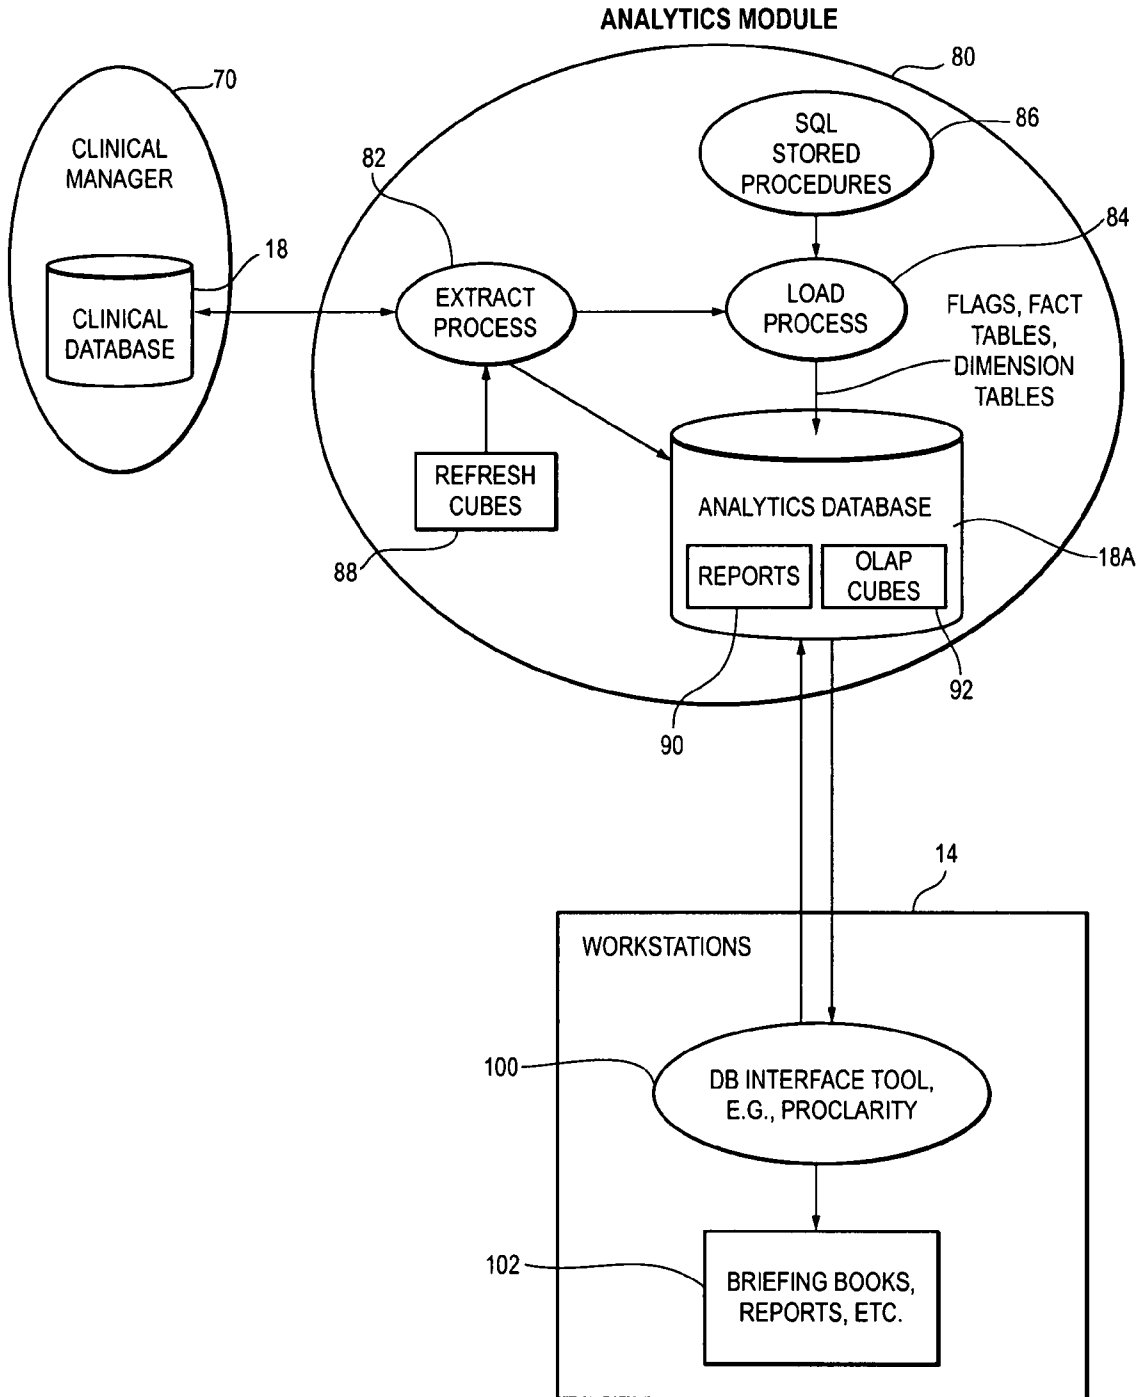 ANALYTICS MODULE
70
80
CLINICAL
MANAGER
SQL
STORED
PROCEDURES
86
82
84
18
CLINICAL
DATABASE
EXTRACT
PROCESS
LOAD
PROCESS
FLAGS, FACT
TABLES,
DIMENSION
TABLES
REFRESH
CUBES
88
ANALYTICS DATABASE
18A
REPORTS
OLAP
CUBES
90
92
14
WORKSTATIONS
100
DB INTERFACE TOOL,
E.G., PROCLARITY
102
BRIEFING BOOKS,
REPORTS, ETC.